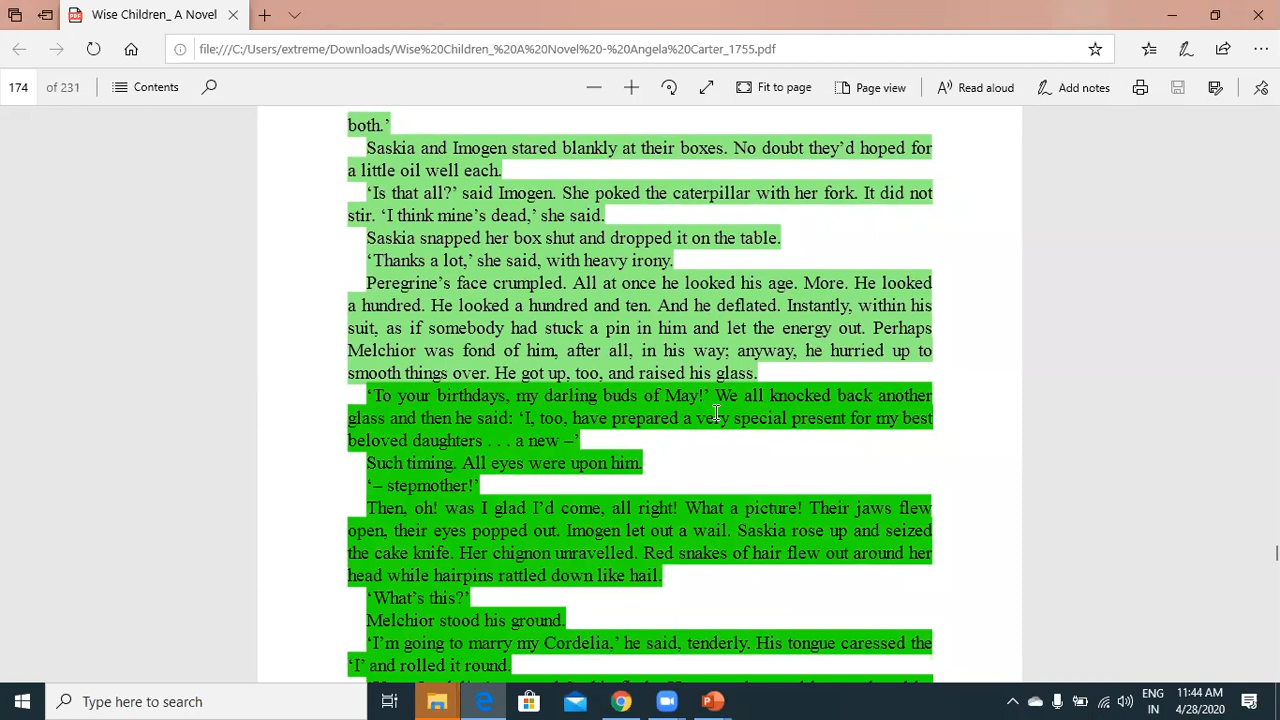 Wise Children_ A Novel
file:///C:/Users/extreme/Downloads/Wise%20Children_%20A%20Novel%20-%20Angela%20Carter_1755.pdf
174 of 231 Contents Fit to page Page view Read aloud Add notes
both.’
Saskia and Imogen stared blankly at their boxes. No doubt they’d hoped for
a little oil well each.
‘Is that all?’ said Imogen. She poked the caterpillar with her fork. It did not
stir. ‘I think mine’s dead,’ she said.
Saskia snapped her box shut and dropped it on the table.
‘Thanks a lot,’ she said, with heavy irony.
Peregrine’s face crumpled. All at once he looked his age. More. He looked
a hundred. He looked a hundred and ten. And he deflated. Instantly, within his
suit, as if somebody had stuck a pin in him and let the energy out. Perhaps
Melchior was fond of him, after all, in his way; anyway, he hurried up to
smooth things over. He got up, too, and raised his glass.
‘To your birthdays, my darling buds of May!’ We all knocked back another
glass and then he said: ‘I, too, have prepared a very special present for my best
beloved daughters . . . a new –’
Such timing. All eyes were upon him.
‘– stepmother!’
Then, oh! was I glad I’d come, all right! What a picture! Their jaws flew
open, their eyes popped out. Imogen let out a wail. Saskia rose up and seized
the cake knife. Her chignon unravelled. Red snakes of hair flew out around her
head while hairpins rattled down like hail.
‘What’s this?’
Melchior stood his ground.
‘I’m going to marry my Cordelia,’ he said, tenderly. His tongue caressed the
‘l’ and rolled it round.
Type here to search
ENG 11:44 AM
IN 4/28/2020